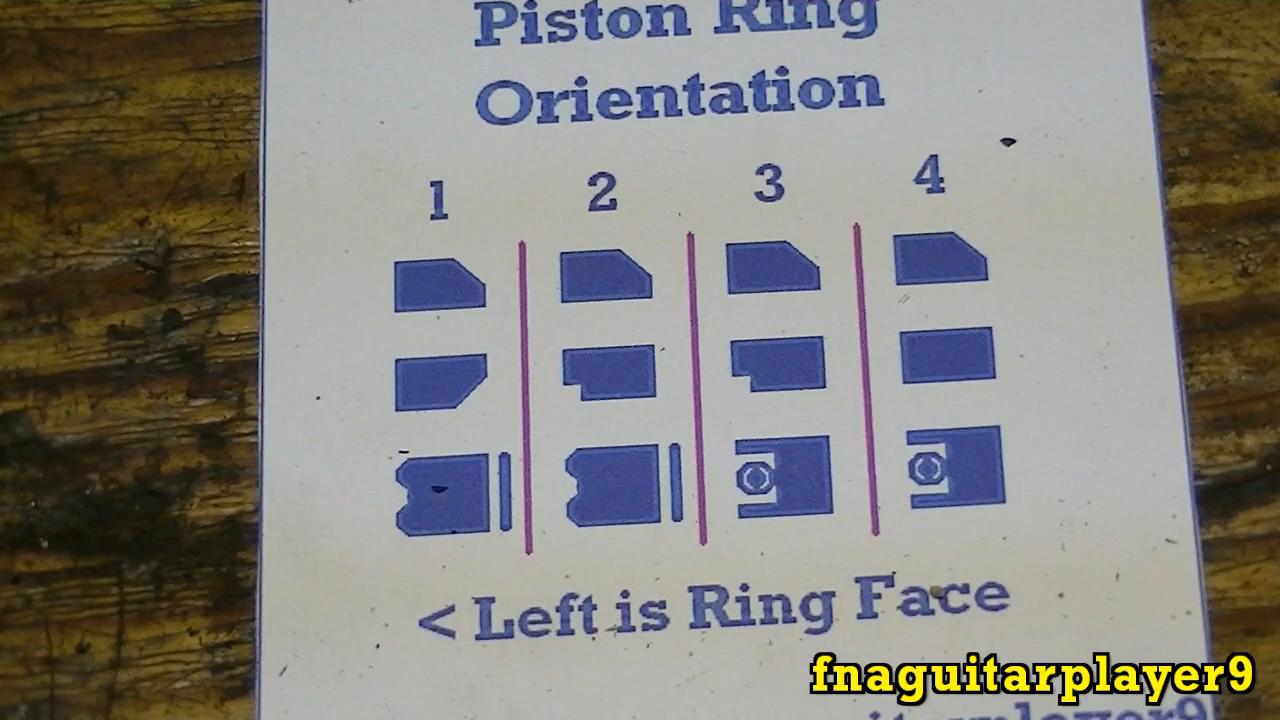 Piston Ring
Orientation
1 2 3 4
< Left is Ring Face
fnaguitarplayer9